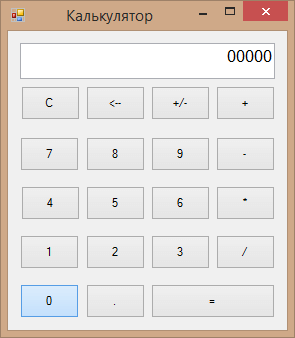 Калькулятор
00000
C <-- +/- +
7 8 9 -
4 5 6 *
1 2 3 /
0 . =